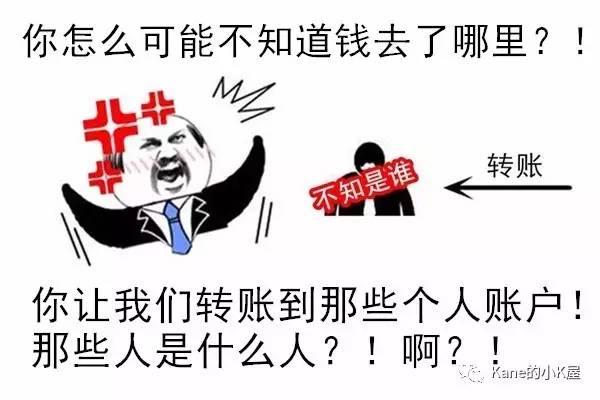 你怎么可能不知道钱去了哪里？！
不知是谁
转账
你让我们转账到那些个人账户！
那些人是什么人？！啊？！
Kane的小K屋